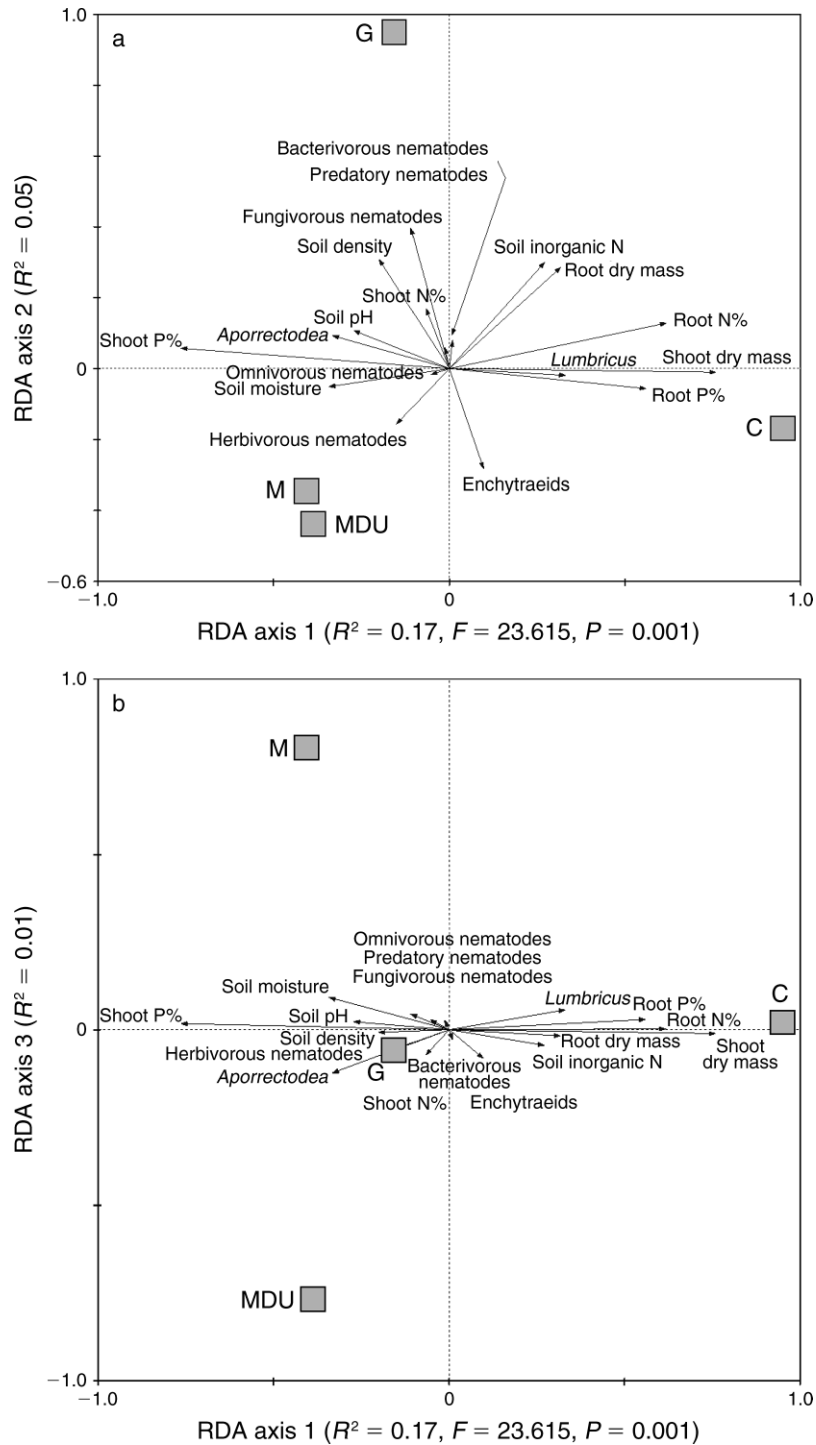 1.0
a
G
Bacterivorous nematodes
Predatory nematodes
Fungivorous nematodes
Soil density
Soil inorganic N
Root dry mass
Shoot N%
Soil pH
Root N%
Shoot P%
Aporrectodea
Lumbricus
Shoot dry mass
0
Omnivorous nematodes
Soil moisture
Root P%
C
Herbivorous nematodes
Enchytraeids
M
MDU
−0.6
−1.0
0
1.0
RDA axis 2 (R² = 0.05)
RDA axis 1 (R² = 0.17, F = 23.615, P = 0.001)
1.0
b
M
Omnivorous nematodes
Predatory nematodes
Fungivorous nematodes
Soil moisture
Lumbricus
Root P%
C
Shoot P%
Soil pH
Root N%
0
Soil density
Root dry mass
Shoot
dry mass
Herbivorous nematodes
G
Bacterivorous
nematodes
Soil inorganic N
Aporrectodea
Shoot N%
Enchytraeids
MDU
−1.0
−1.0
0
1.0
RDA axis 3 (R² = 0.01)
RDA axis 1 (R² = 0.17, F = 23.615, P = 0.001)